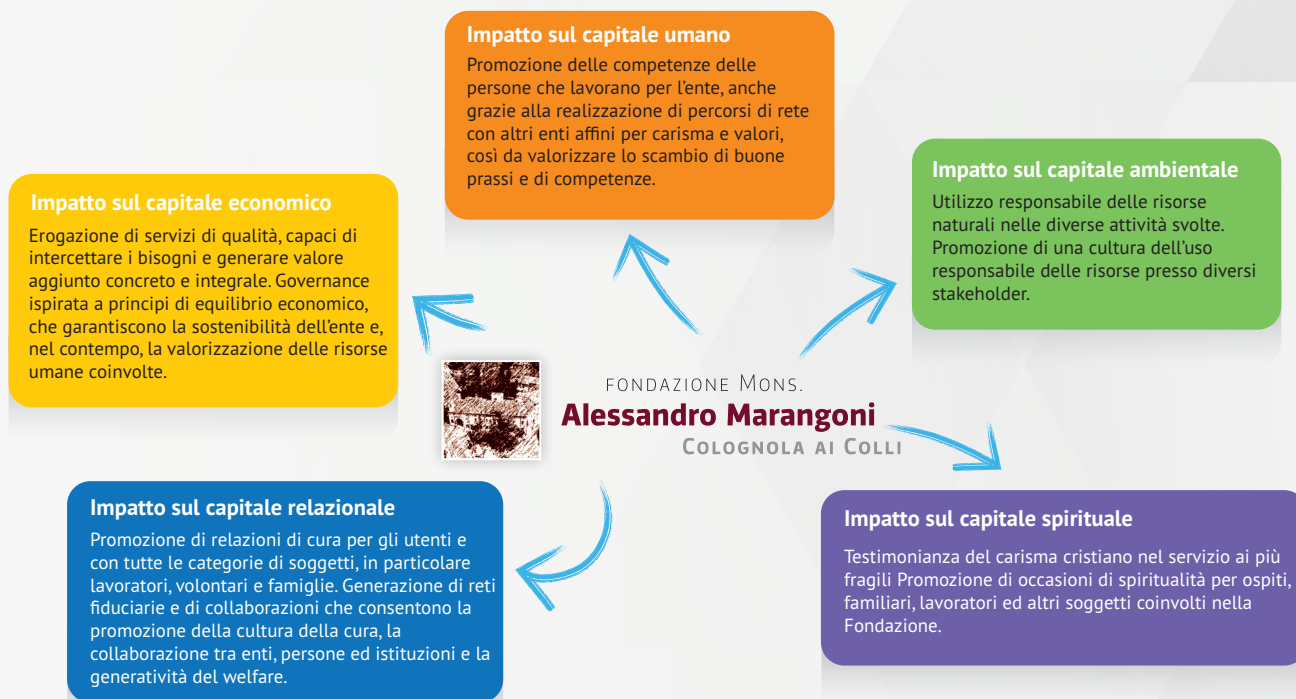 Impatto sul capitale umano
Promozione delle competenze delle
persone che lavorano per l'ente, anche
grazie alla realizzazione di percorsi di rete
con altri enti affini per carisma e valori,
così da valorizzare lo scambio di buone
prassi e di competenze.
Impatto sul capitale ambientale
Utilizzo responsabile delle risorse
naturali nelle diverse attività svolte.
Promozione di una cultura dell'uso
responsabile delle risorse presso diversi
stakeholder.
Impatto sul capitale economico
Erogazione di servizi di qualità, capaci di
intercettare i bisogni e generare valore
aggiunto concreto e integrale. Governance
ispirata a principi di equilibrio economico,
che garantiscono la sostenibilità dell'ente e,
nel contempo, la valorizzazione delle risorse
umane coinvolte.
FONDAZIONE MONS.
Alessandro Marangoni
COLOGNOLA AI COLLI
Impatto sul capitale relazionale
Promozione di relazioni di cura per gli utenti e
con tutte le categorie di soggetti, in particolare
lavoratori, volontari e famiglie. Generazione di reti
fiduciarie e di collaborazioni che consentono la
promozione della cultura della cura, la
collaborazione tra enti, persone ed istituzioni e la
generatività del welfare.
Impatto sul capitale spirituale
Testimonianza del carisma cristiano nel servizio ai più
fragili Promozione di occasioni di spiritualità per ospiti,
familiari, lavoratori ed altri soggetti coinvolti nella
Fondazione.